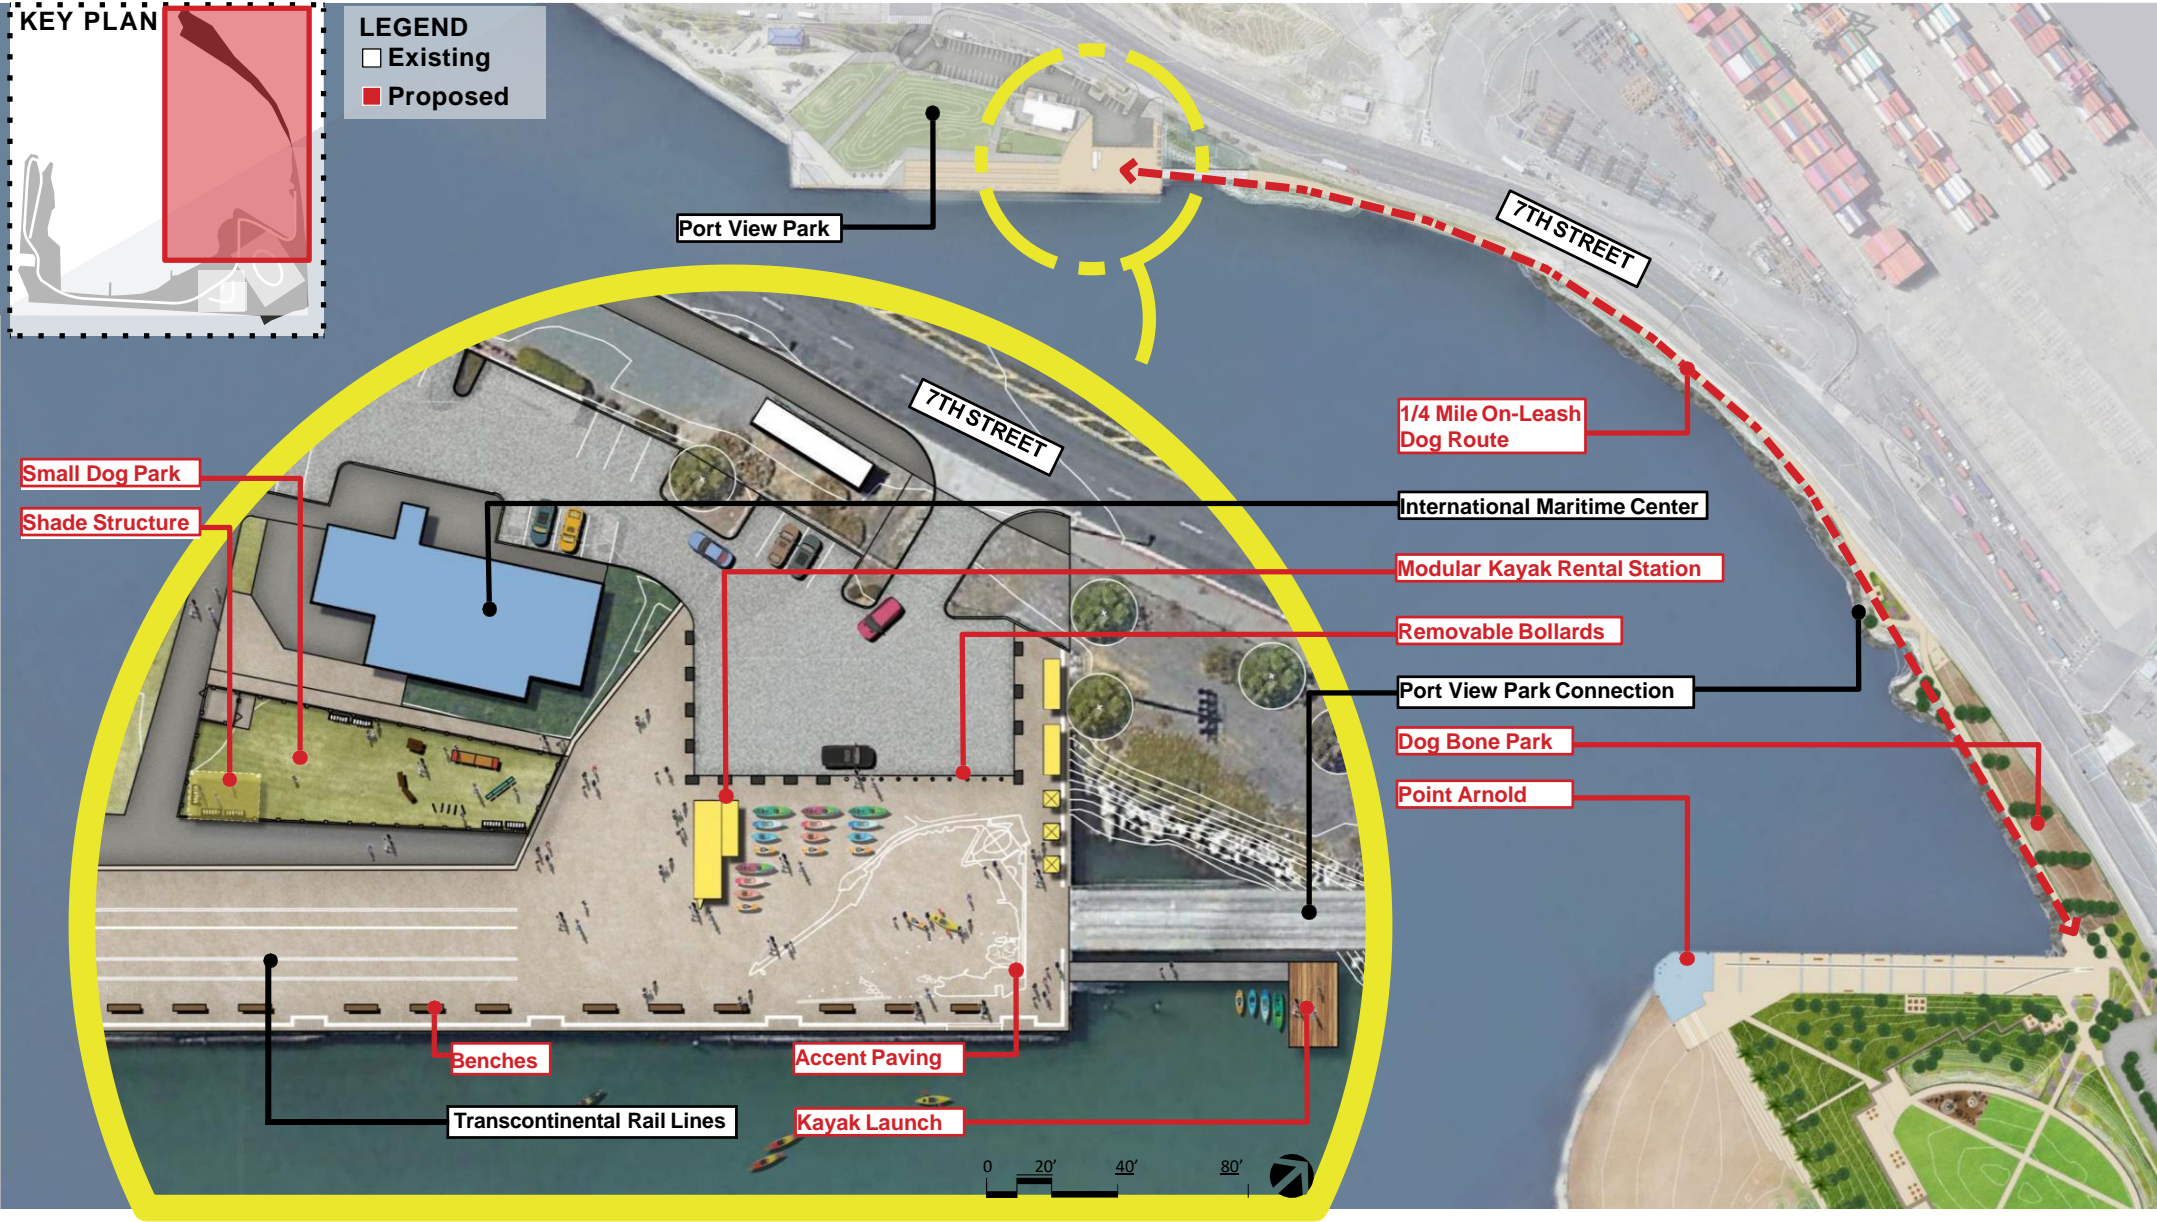 KEY PLAN
LEGEND
Existing
Proposed
Port View Park
7TH STREET
7TH STREET
1/4 Mile On-Leash
Dog Route
Small Dog Park
Shade Structure
International Maritime Center
Modular Kayak Rental Station
Removable Bollards
Port View Park Connection
Dog Bone Park
Point Arnold
Benches
Accent Paving
Transcontinental Rail Lines
Kayak Launch
0 20' 40' 80'